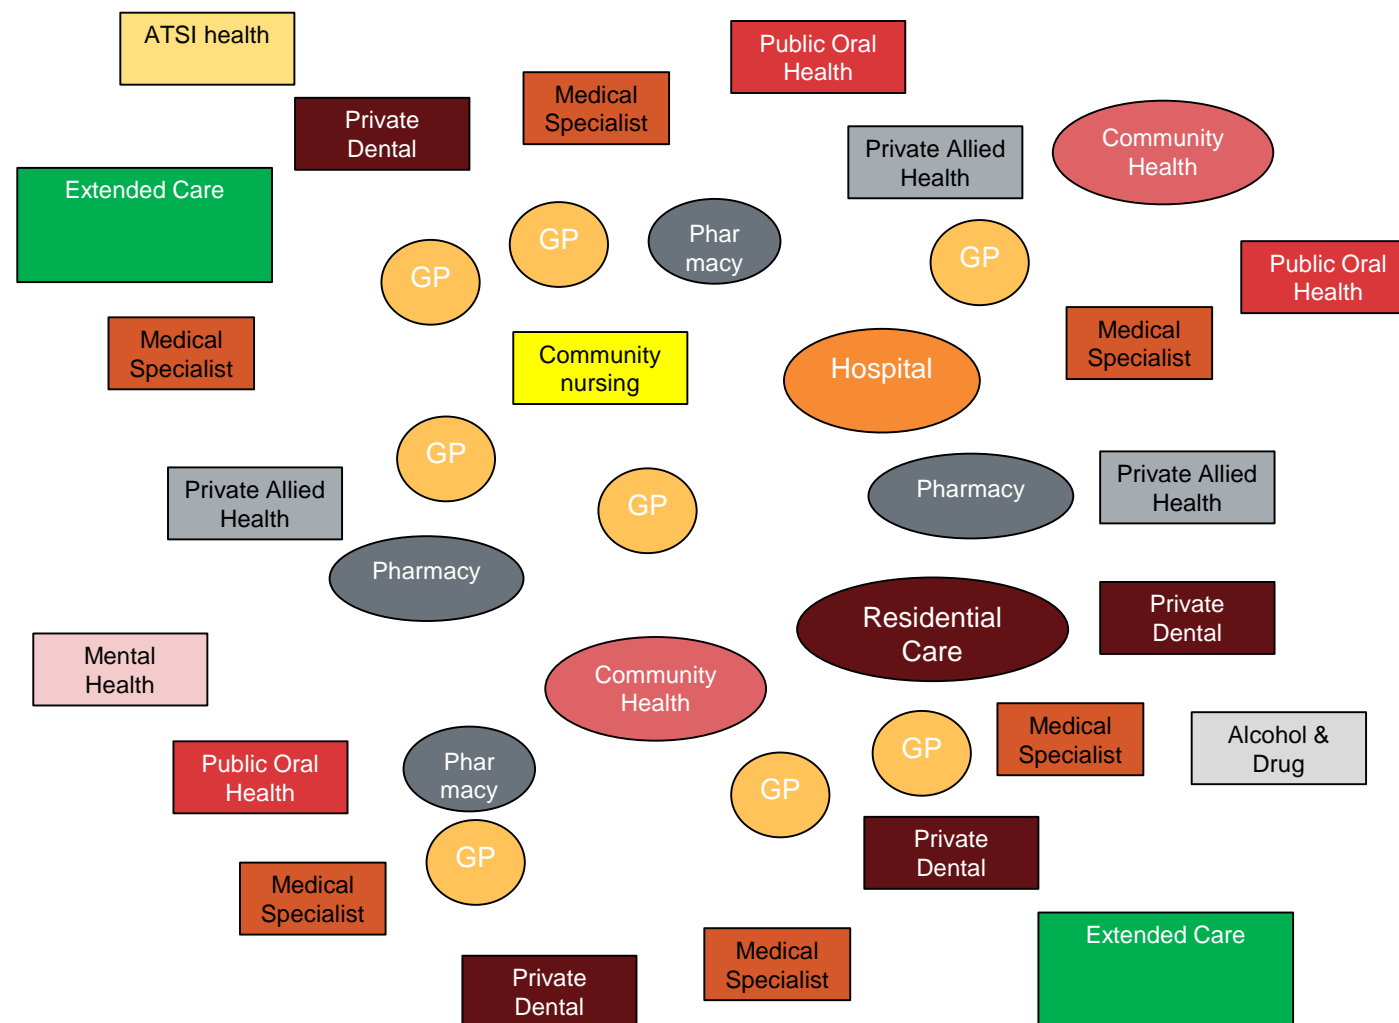 ATSI health
Public Oral
Health
Medical
Specialist
Private
Dental
Private Allied
Health
Community
Health
Extended Care
GP
GP
Phar
macy
GP
Public Oral
Health
Medical
Specialist
Community
nursing
Hospital
Medical
Specialist
GP
Private Allied
Health
GP
Pharmacy
Private Allied
Health
Pharmacy
Residential
Care
Private
Dental
Mental
Health
Community
Health
Medical
Specialist
Alcohol &
Drug
Public Oral
Health
Phar
macy
GP
GP
GP
Private
Dental
Medical
Specialist
Extended Care
Medical
Specialist
Private
Dental